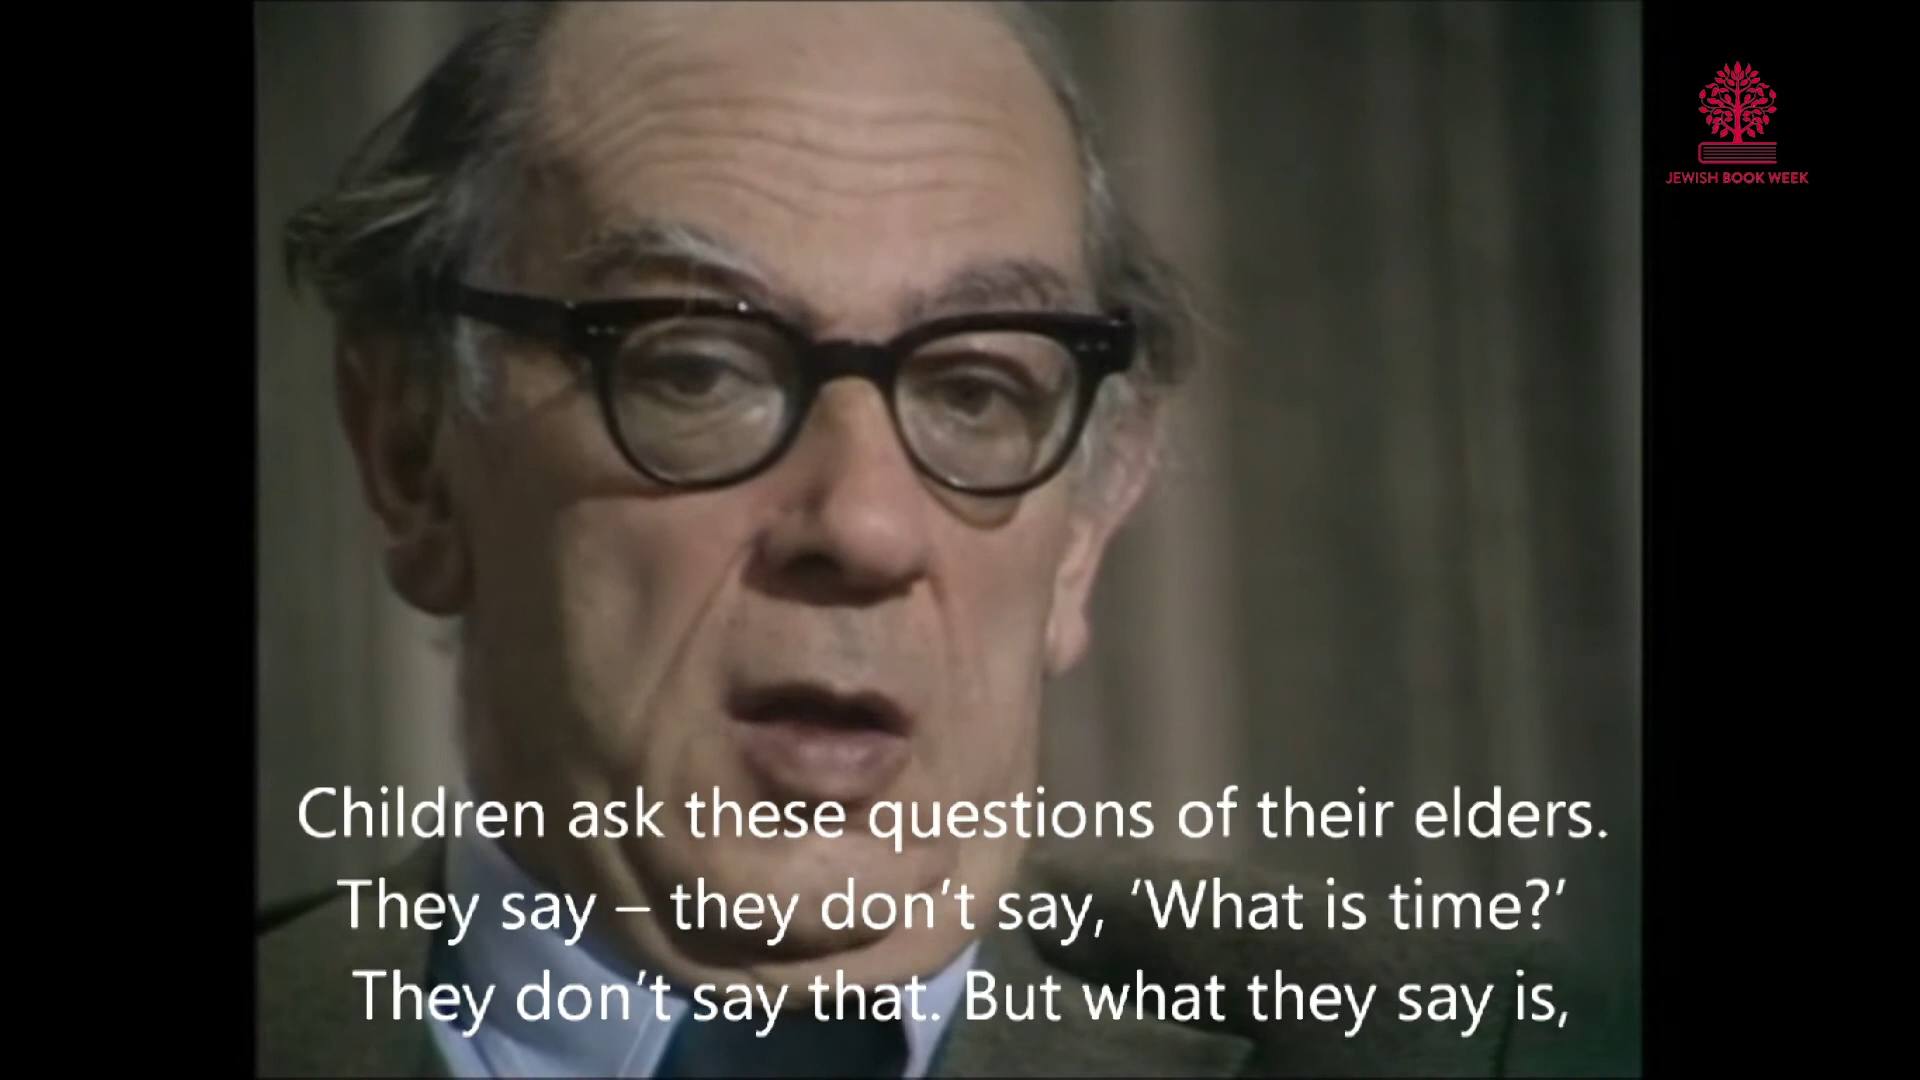 JEWISH BOOK WEEK
Children ask these questions of their elders.
They say – they don’t say, ‘What is time?’
They don’t say that. But what they say is,